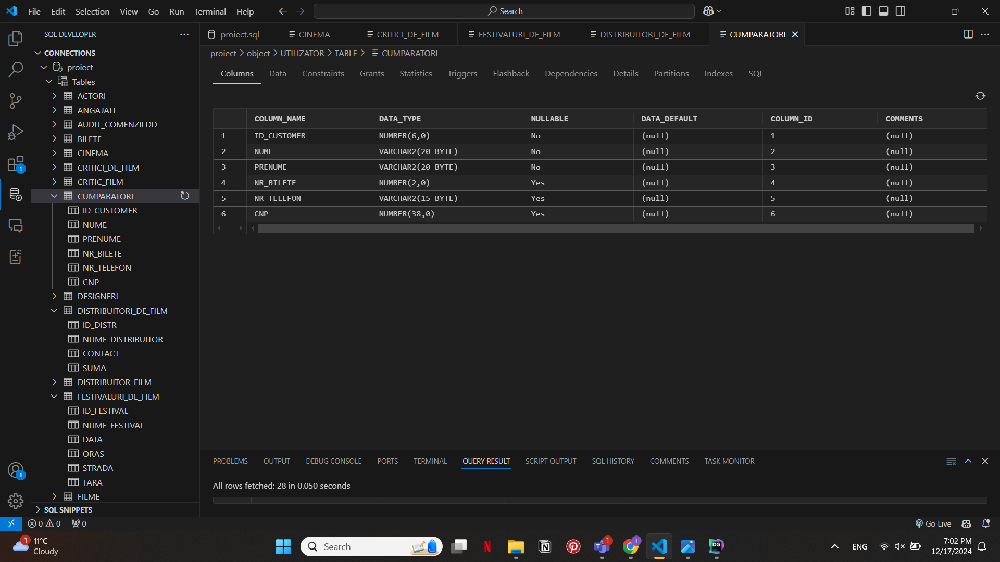 File Edit Selection View Go Run Terminal Help
Search
SQL DEVELOPER
CONNECTIONS
proiect
Tables
ACTORI
ANGAJATI
AUDIT_COMENZILDD
BILETE
CINEMA
CRITICI_DE_FILM
CRITIC_FILM
CUMPARATORI
ID_CUSTOMER
NUME
PRENUME
NR_BILETE
NR_TELEFON
CNP
DESIGNERI
DISTRIBUITORI_DE_FILM
ID_DISTR
NUME_DISTRIBUITOR
CONTACT
SUMA
DISTRIBUITOR_FILM
FESTIVALURI_DE_FILM
ID_FESTIVAL
NUME_FESTIVAL
DATA
ORAS
STRADA
TARA
FILME
SQL SNIPPETS
1
1
proiect.sql CINEMA CRITICI_DE_FILM FESTIVALURI_DE_FILM DISTRIBUITORI_DE_FILM CUMPARATORI
proiect > object > UTILIZATOR > TABLE > CUMPARATORI
Columns Data Constraints Grants Statistics Triggers Flashback Dependencies Details Partitions Indexes SQL
COLUMN_NAME DATA_TYPE NULLABLE DATA_DEFAULT COLUMN_ID COMMENTS
1 ID_CUSTOMER NUMBER(6,0) No (null) 1 (null)
2 NUME VARCHAR2(20 BYTE) No (null) 2 (null)
3 PRENUME VARCHAR2(20 BYTE) No (null) 3 (null)
4 NR_BILETE NUMBER(2,0) Yes (null) 4 (null)
5 NR_TELEFON VARCHAR2(15 BYTE) Yes (null) 5 (null)
6 CNP NUMBER(38,0) Yes (null) 6 (null)
PROBLEMS OUTPUT DEBUG CONSOLE PORTS TERMINAL QUERY RESULT SCRIPT OUTPUT SQL HISTORY COMMENTS TASK MONITOR
All rows fetched: 28 in 0.050 seconds
0 0 0
Go Live
1
11°C
Cloudy
Search
N
N
T
1
I
DG
ENG
7:02 PM
12/17/2024